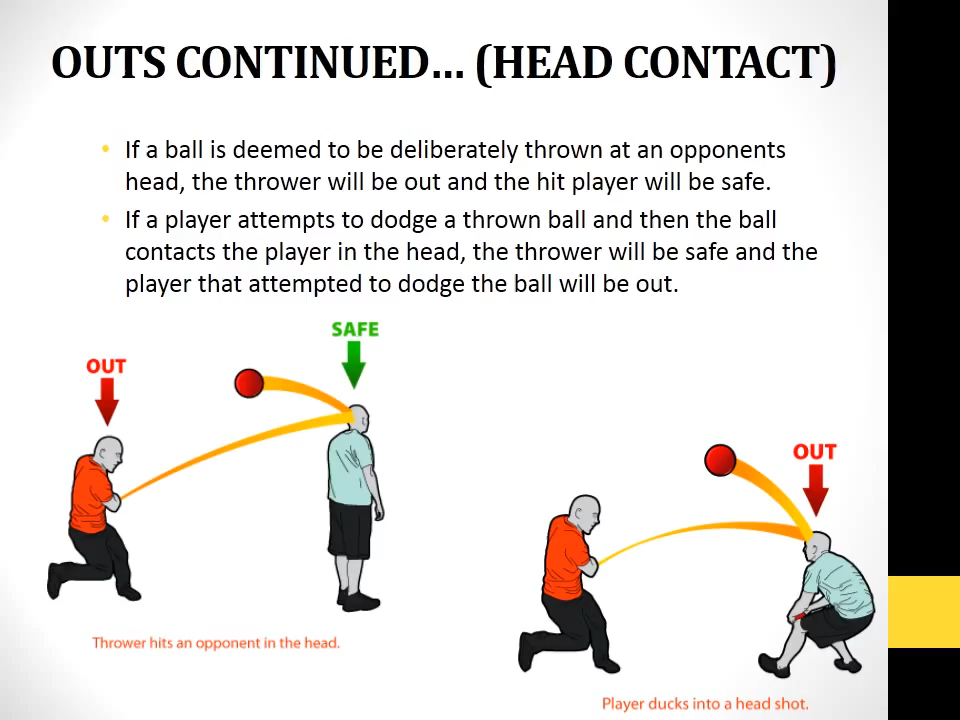 OUTS CONTINUED… (HEAD CONTACT)
• If a ball is deemed to be deliberately thrown at an opponents
head, the thrower will be out and the hit player will be safe.
• If a player attempts to dodge a thrown ball and then the ball
contacts the player in the head, the thrower will be safe and the
player that attempted to dodge the ball will be out.
SAFE
OUT
OUT
Thrower hits an opponent in the head.
Player ducks into a head shot.